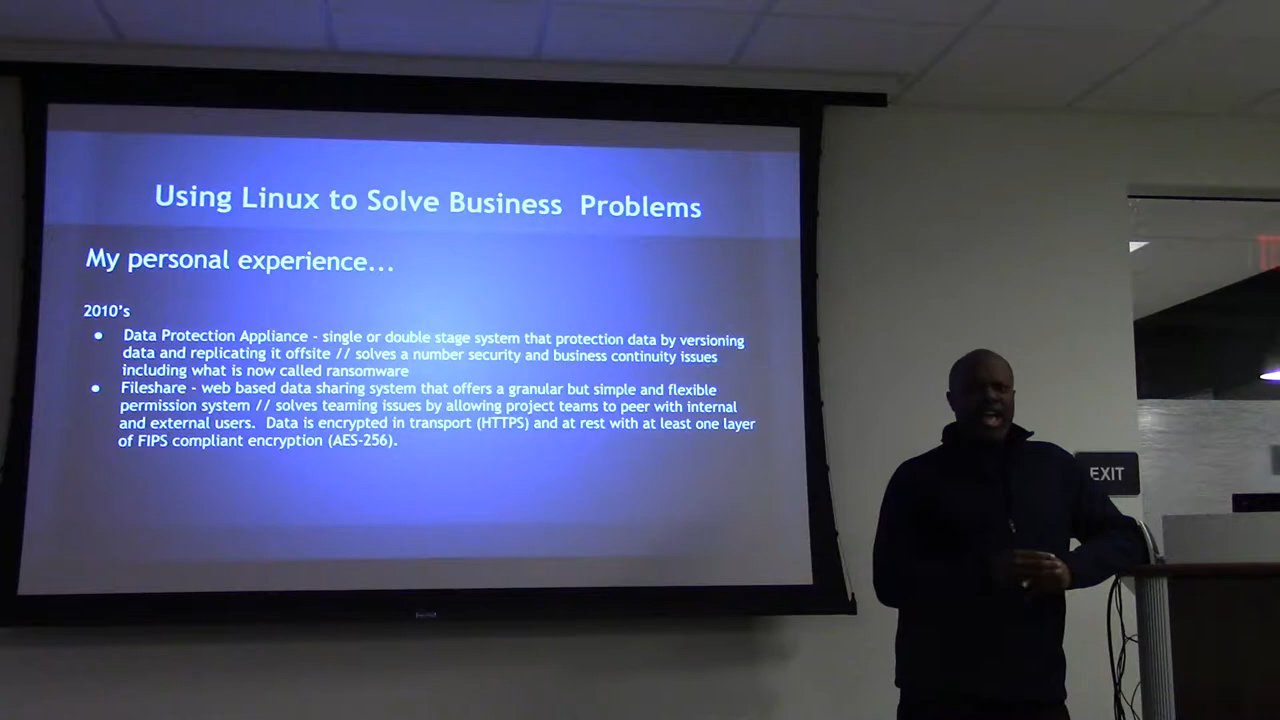 Using Linux to Solve Business Problems
My personal experience...
2010's
● Data Protection Appliance - single or double stage system that protection data by versioning
data and replicating it offsite // solves a number security and business continuity issues
including what is now called ransomware
● Fileshare - web based data sharing system that offers a granular but simple and flexible
permission system // solves teaming issues by allowing project teams to peer with internal
and external users. Data is encrypted in transport (HTTPS) and at rest with at least one layer
of FIPS compliant encryption (AES-256).
EXIT